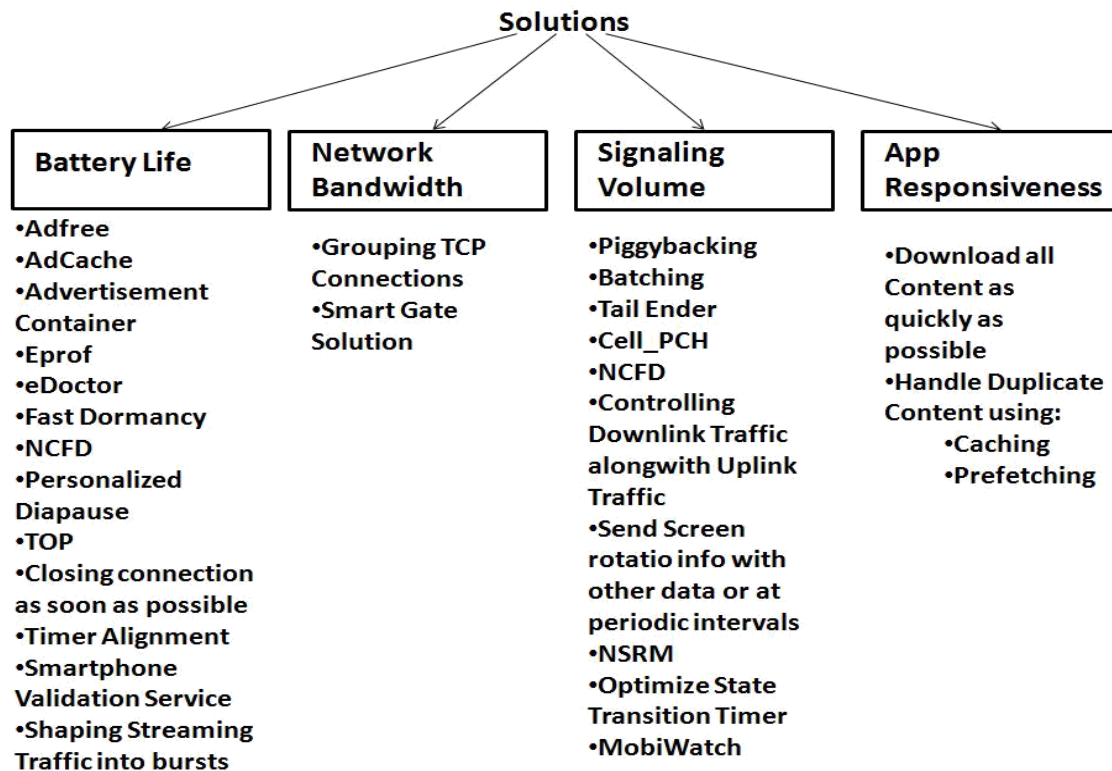 Solutions
Battery Life
•Adfree
•AdCache
•Advertisement
Container
•Eprof
•eDoctor
•Fast Dormancy
•NCFD
•Personalized
Diapause
•TOP
•Closing connection
as soon as possible
•Timer Alignment
•Smartphone
Validation Service
•Shaping Streaming
Traffic into bursts
Network
Bandwidth
•Grouping TCP
Connections
•Smart Gate
Solution
Signaling
Volume
•Piggybacking
•Batching
•Tail Ender
•Cell_PCH
•NCFD
•Controlling
Downlink Traffic
alongwith Uplink
Traffic
•Send Screen
rotatio info with
other data or at
periodic intervals
•NSRM
•Optimize State
Transition Timer
•MobiWatch
App
Responsiveness
•Download all
Content as
quickly as
possible
•Handle Duplicate
Content using:
•Caching
•Prefetching